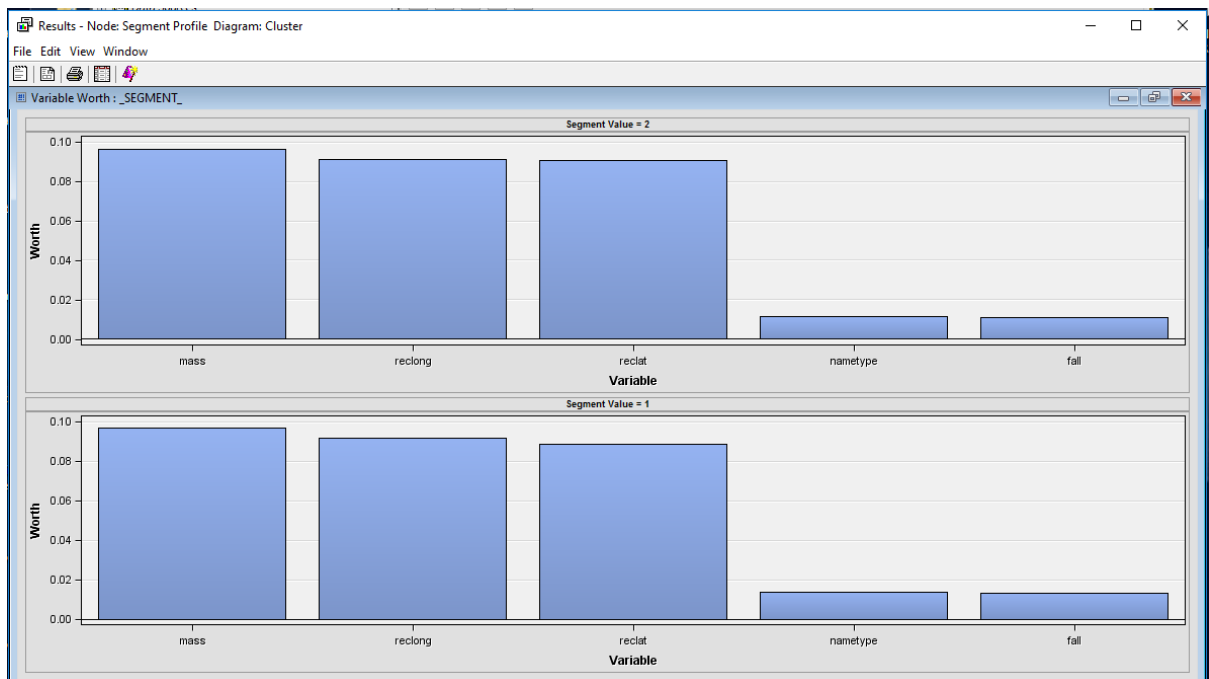 Results - Node: Segment Profile Diagram: Cluster
File Edit View Window
Variable Worth : _SEGMENT_
Segment Value = 2
0.10
0.08
0.06
0.04
0.02
0.00
Worth
mass reclong reclat nametype fall
Variable
Segment Value = 1
0.10
0.08
0.06
0.04
0.02
0.00
Worth
mass reclong reclat nametype fall
Variable